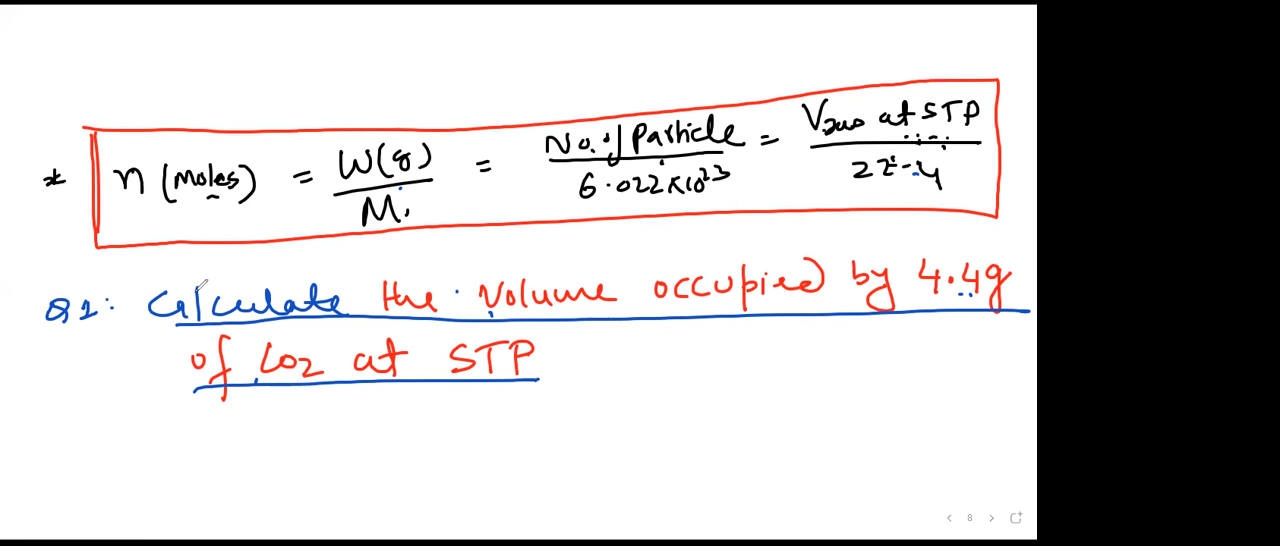 * n (moles) = W(g)/M = No. of Particle/6.022×10²³ = Vgas at STP/22.4
Q1: Calculate the volume occupied by 4.4g
of CO2 at STP
< 8 >